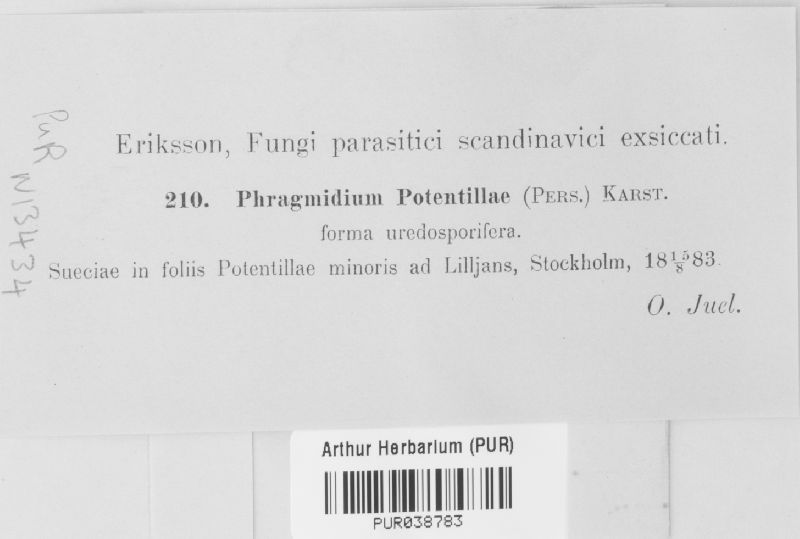 Eriksson, Fungi parasitici scandinavici exsiccati.
210. Phragmidium Potentillae (PERS.) KARST.
forma uredosporifera.
Sueciae in foliis Potentillae minoris ad Lilljans, Stockholm, 18 15/8 83.
O. Juel.
PUR N13434
Arthur Herbarium (PUR)
PUR038783